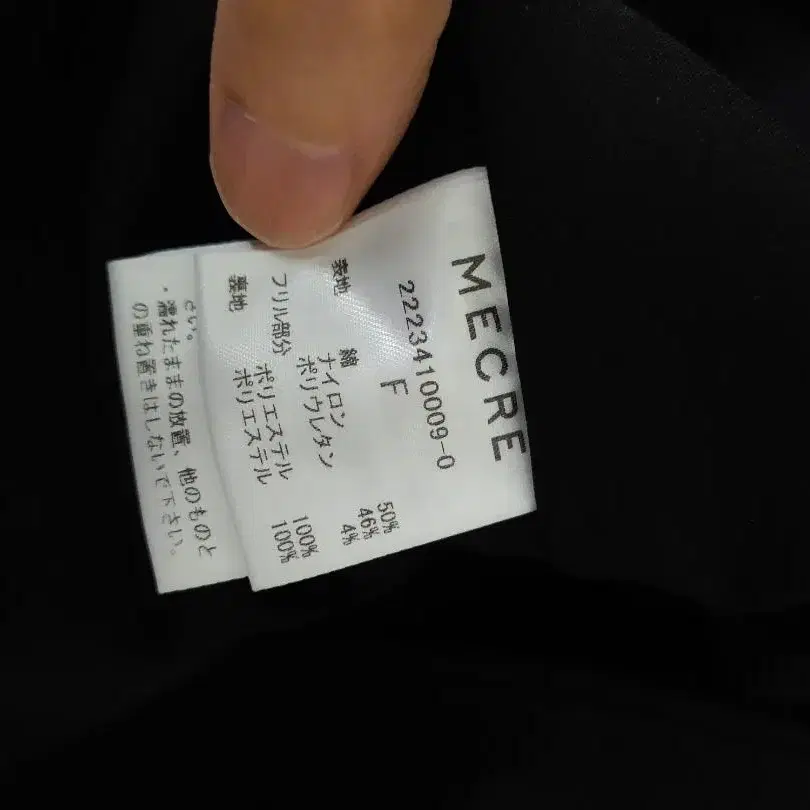 MECRE
2223410009-0
F
表地 綿 50%
ナイロン 46%
ポリウレタン 4%
フリル部分 ポリエステル 100%
裏地 ポリエステル 100%
さい。
・濡れたままの放置、他のものと
の重ね置きはしないで下さい。